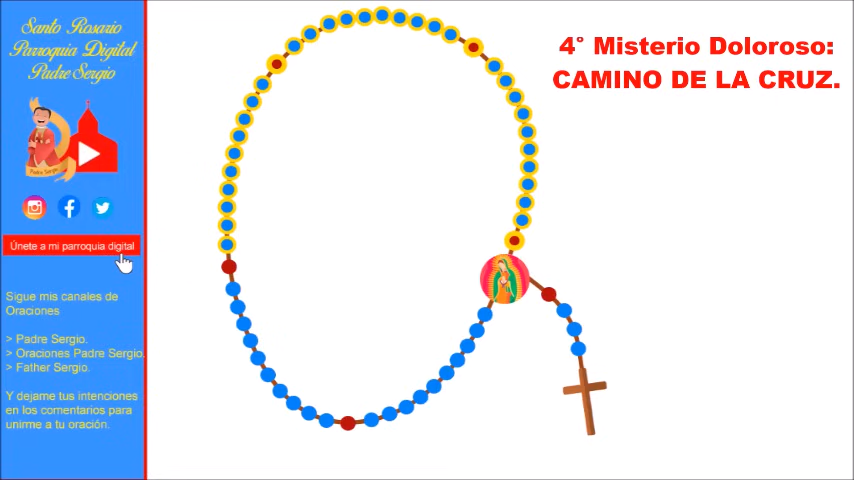 Santo Rosario
Parroquia Digital
Padre Sergio
Padre Sergio
Únete a mi parroquia digital
Sigue mis canales de
Oraciones
> Padre Sergio.
> Oraciones Padre Sergio.
> Father Sergio.
Y dejame tus intenciones
en los comentarios para
unirme a tu oración.
4° Misterio Doloroso:
CAMINO DE LA CRUZ.